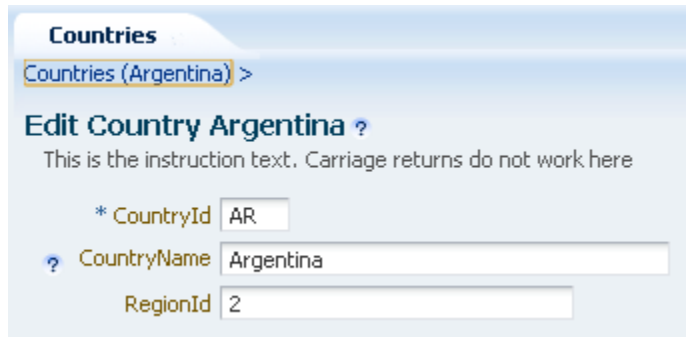 Countries
Countries (Argentina) >
Edit Country Argentina ?
This is the instruction text. Carriage returns do not work here
* CountryId AR
? CountryName Argentina
RegionId 2